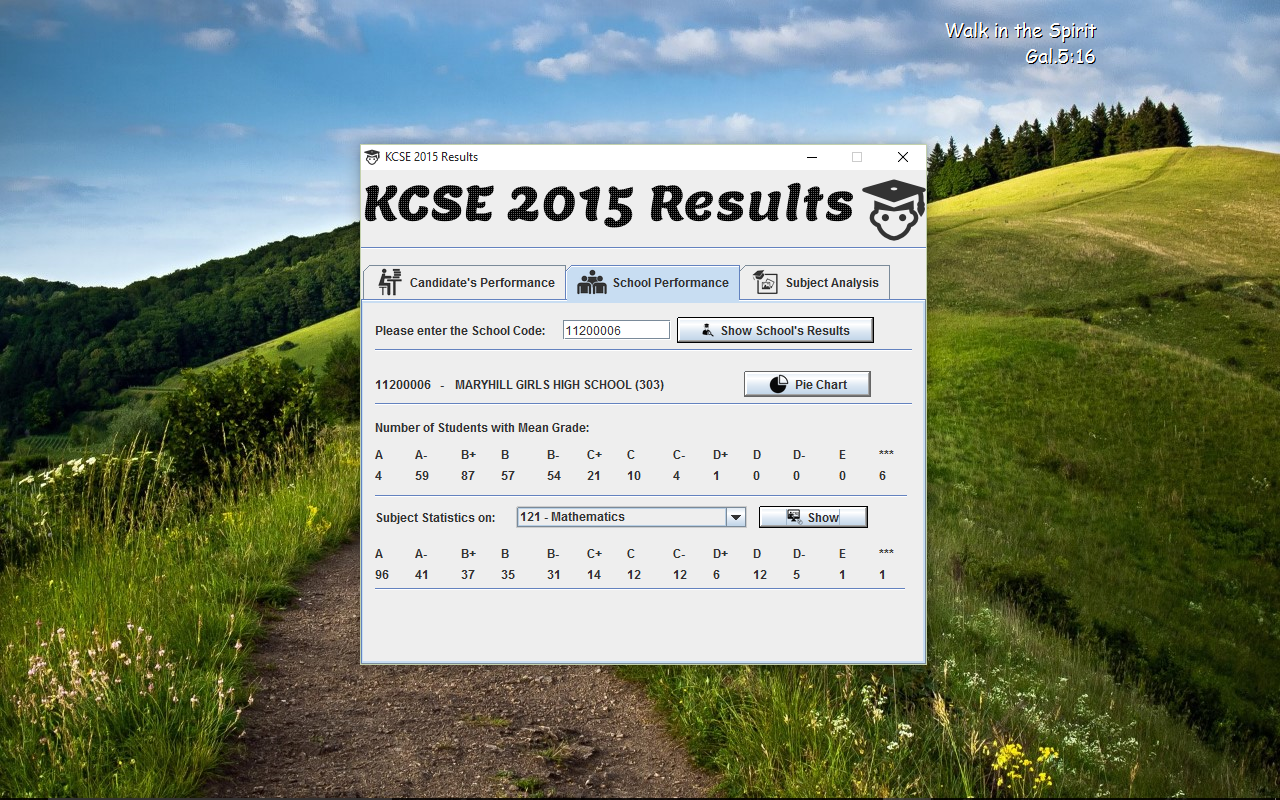 Walk in the Spirit
Gal.5:16
KCSE 2015 Results
KCSE 2015 Results
Candidate's Performance School Performance Subject Analysis
Please enter the School Code: 11200006 Show School's Results
11200006 - MARYHILL GIRLS HIGH SCHOOL (303) Pie Chart
Number of Students with Mean Grade:
A A- B+ B B- C+ C C- D+ D D- E ***
4 59 87 57 54 21 10 4 1 0 0 0 6
Subject Statistics on: 121 - Mathematics Show
A A- B+ B B- C+ C C- D+ D D- E ***
96 41 37 35 31 14 12 12 6 12 5 1 1